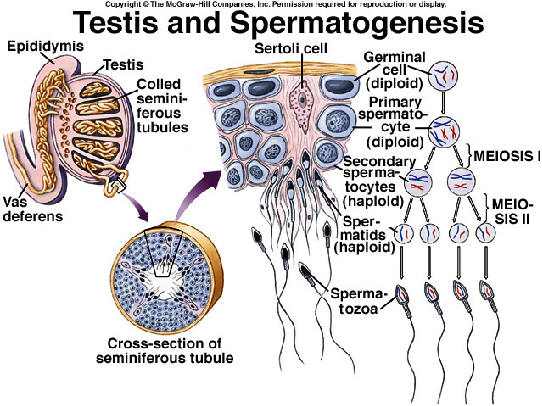 Copyright © The McGraw-Hill Companies, Inc. Permission required for reproduction or display.
Testis and Spermatogenesis
Epididymis
Testis
Coiled
semini-
ferous
tubules
Vas
deferens
Cross-section of
seminiferous tubule
Sertoli cell
Germinal
cell
(diploid)
Primary
spermato-
cyte
(diploid)
MEIOSIS I
Secondary
sperma-
tocytes
(haploid)
MEIO-
SIS II
Sper-
matids
(haploid)
Sperma-
tozoa